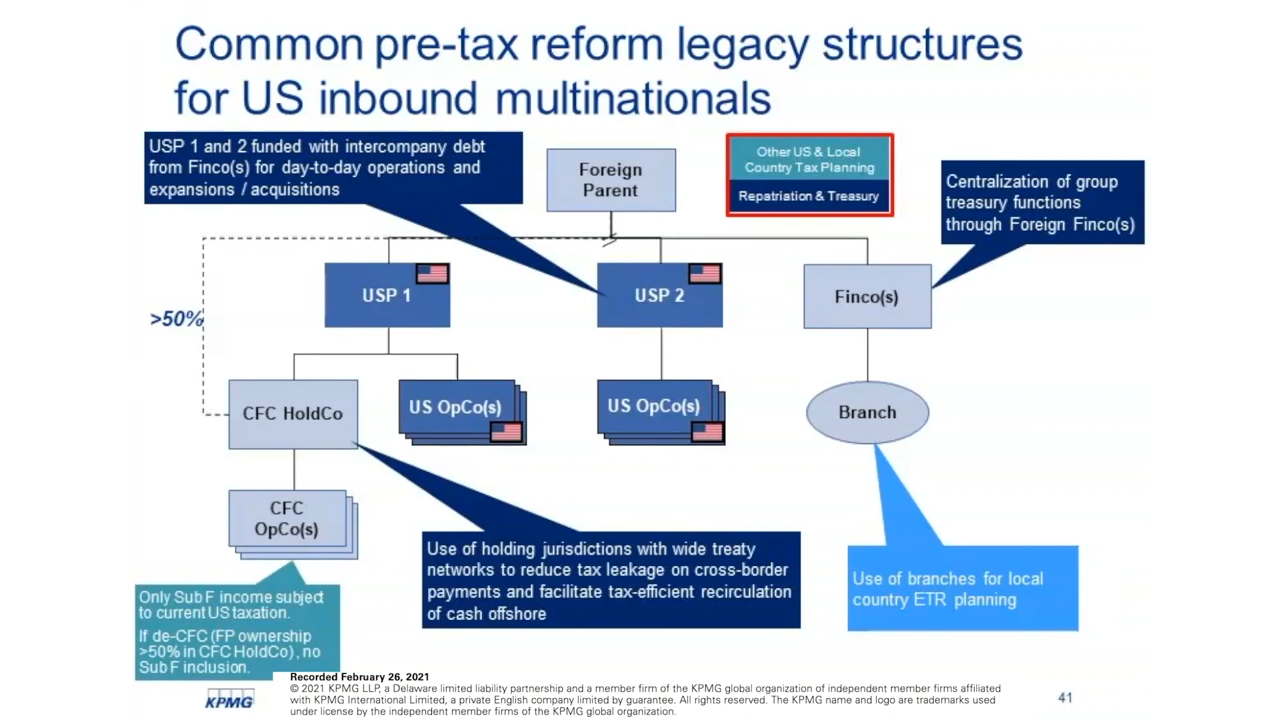 Common pre-tax reform legacy structures
for US inbound multinationals
USP 1 and 2 funded with intercompany debt
from Finco(s) for day-to-day operations and
expansions / acquisitions
Foreign
Parent
Other US & Local
Country Tax Planning
Repatriation & Treasury
Centralization of group
treasury functions
through Foreign Finco(s)
>50%
USP 1
USP 2
Finco(s)
CFC HoldCo
US OpCo(s)
US OpCo(s)
Branch
CFC
OpCo(s)
Use of holding jurisdictions with wide treaty
networks to reduce tax leakage on cross-border
payments and facilitate tax-efficient recirculation
of cash offshore
Use of branches for local
country ETR planning
Only Sub F income subject
to current US taxation.
If de-CFC (FP ownership
>50% in CFC HoldCo), no
Sub F inclusion.
KPMG
Recorded February 26, 2021
© 2021 KPMG LLP, a Delaware limited liability partnership and a member firm of the KPMG global organization of independent member firms affiliated
with KPMG International Limited, a private English company limited by guarantee. All rights reserved. The KPMG name and logo are trademarks used
under license by the independent member firms of the KPMG global organization.
41